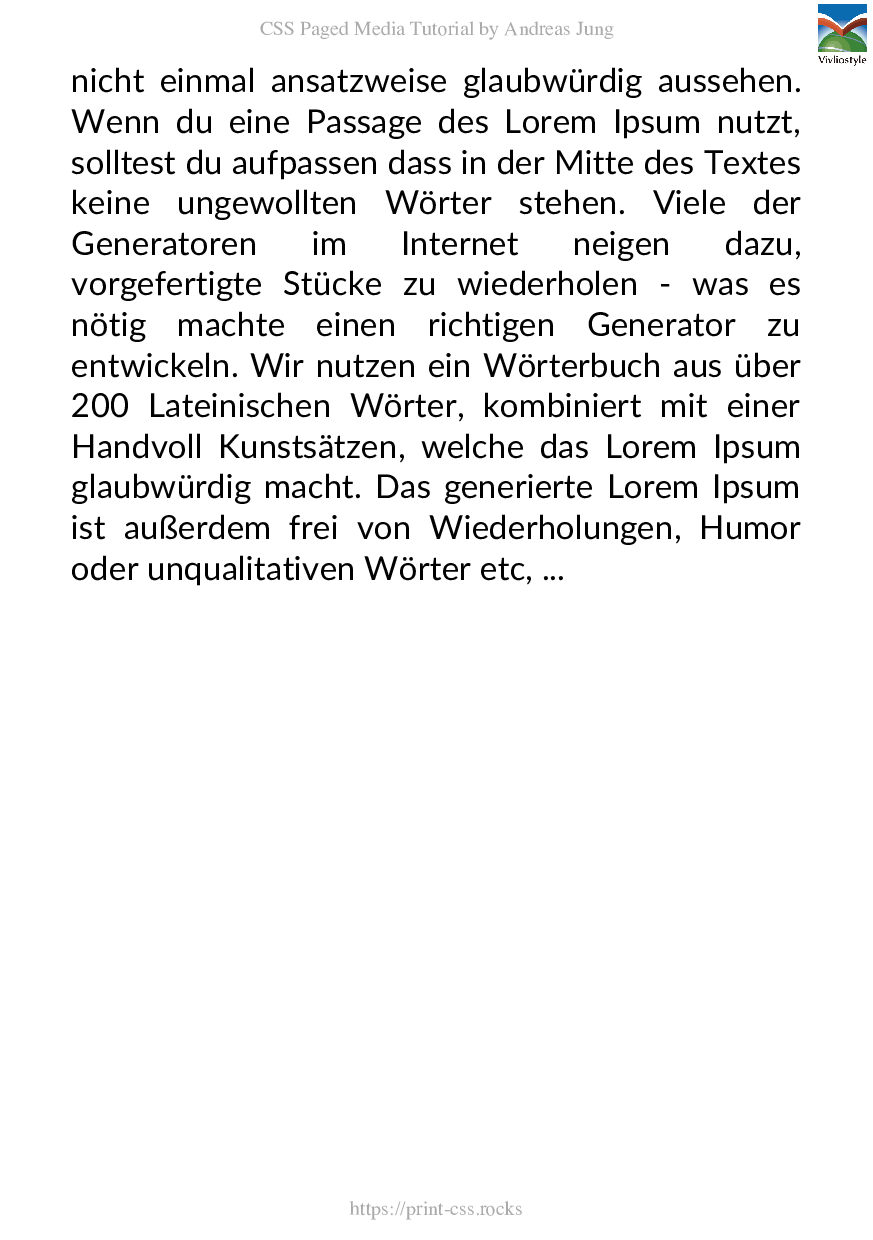 CSS Paged Media Tutorial by Andreas Jung
Vivliostyle
nicht einmal ansatzweise glaubwürdig aussehen.
Wenn du eine Passage des Lorem Ipsum nutzt,
solltest du aufpassen dass in der Mitte des Textes
keine ungewollten Wörter stehen. Viele der
Generatoren im Internet neigen dazu,
vorgefertigte Stücke zu wiederholen - was es
nötig machte einen richtigen Generator zu
entwickeln. Wir nutzen ein Wörterbuch aus über
200 Lateinischen Wörter, kombiniert mit einer
Handvoll Kunstsätzen, welche das Lorem Ipsum
glaubwürdig macht. Das generierte Lorem Ipsum
ist außerdem frei von Wiederholungen, Humor
oder unqualitativen Wörter etc, ...
https://print-css.rocks